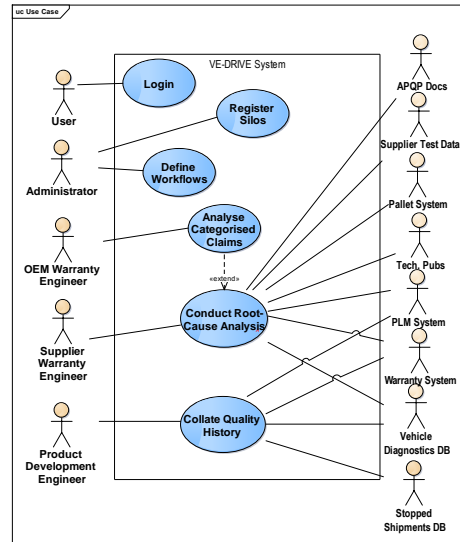 uc Use Case
VE-DRIVE System
User
Login
Administrator
Register
Silos
Define
Workflows
OEM Warranty
Engineer
Analyse
Categorised
Claims
«extend»
Supplier
Warranty
Engineer
Conduct Root-
Cause Analysis
Product
Development
Engineer
Collate Quality
History
APQP Docs
Supplier Test Data
Pallet System
Tech. Pubs
PLM System
Warranty System
Vehicle
Diagnostics DB
Stopped
Shipments DB